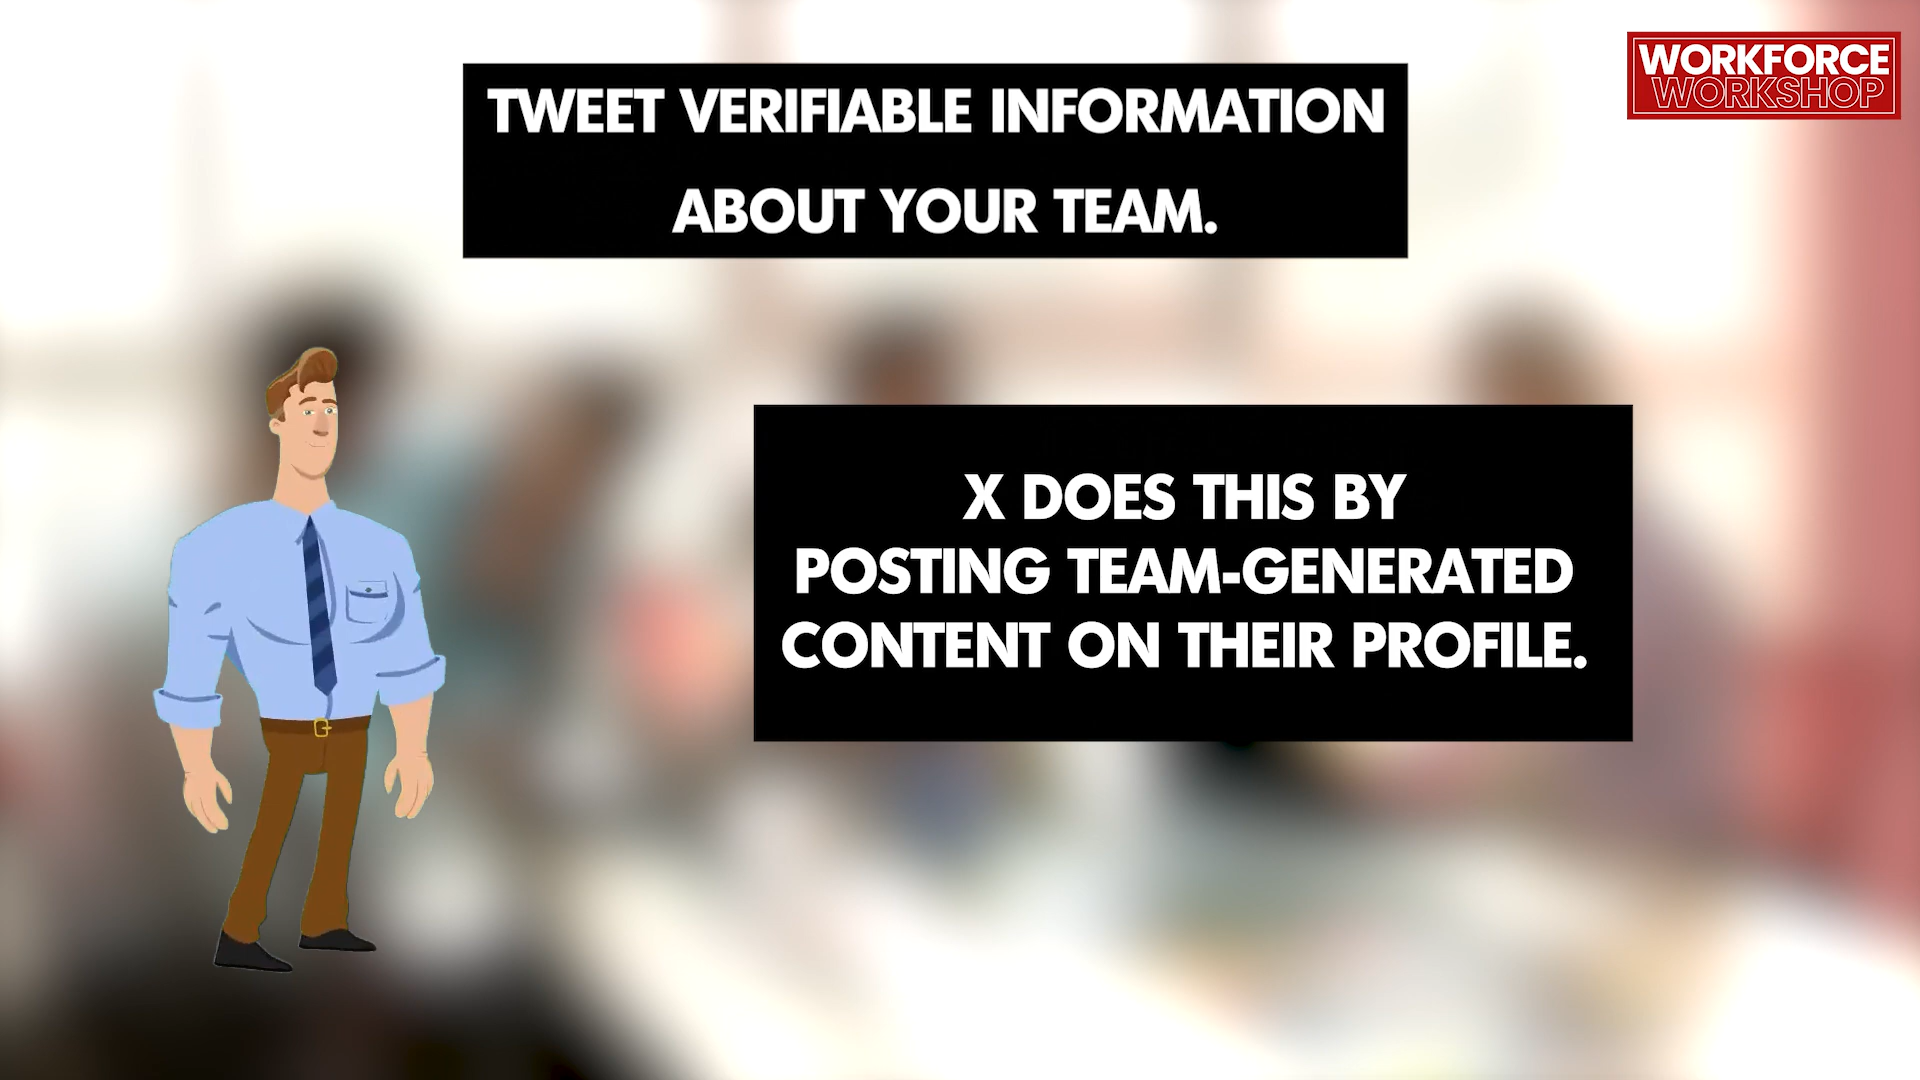 WORKFORCE
WORKSHOP
TWEET VERIFIABLE INFORMATION
ABOUT YOUR TEAM.
X DOES THIS BY
POSTING TEAM-GENERATED
CONTENT ON THEIR PROFILE.